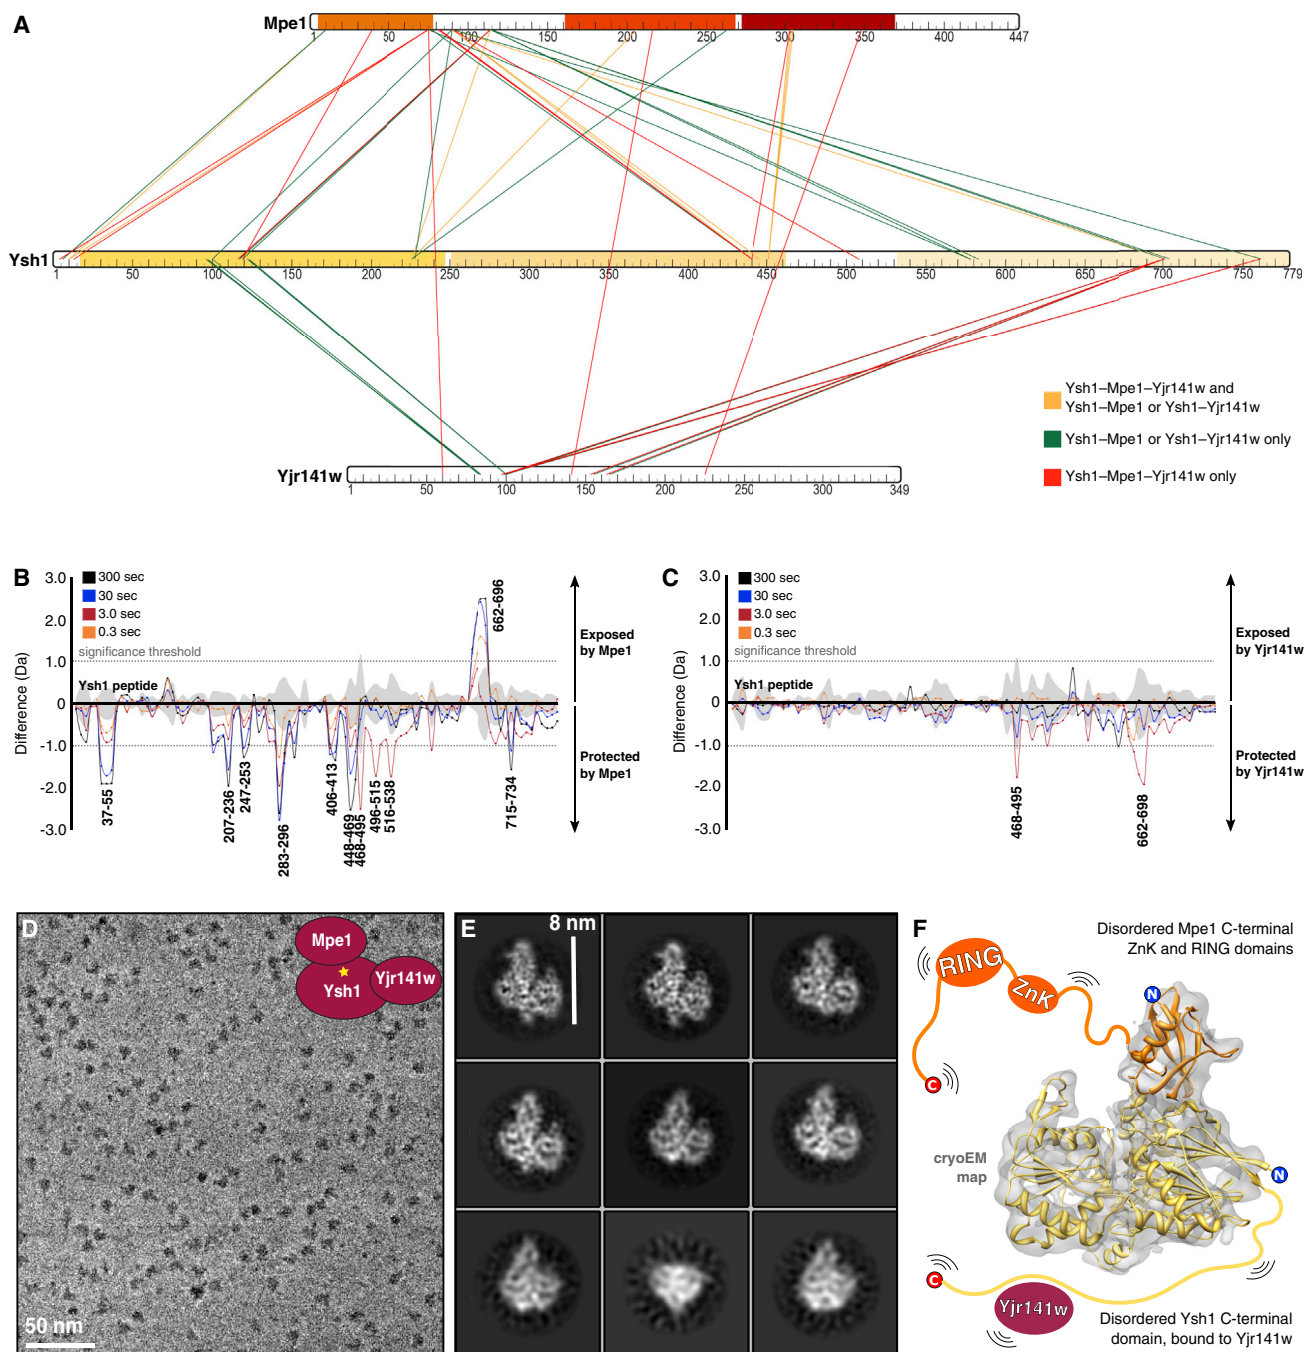 A
Mpe1
1 50 100 150 200 250 300 350 400 447
Ysh1
1 50 100 150 200 250 300 350 400 450 500 550 600 650 700 750 779
Yjr141w
1 50 100 150 200 250 300 349
Ysh1–Mpe1–Yjr141w and
Ysh1–Mpe1 or Ysh1–Yjr141w
Ysh1–Mpe1 or Ysh1–Yjr141w only
Ysh1–Mpe1–Yjr141w only
B
Difference (Da)
3.0
2.0
1.0
0
-1.0
-2.0
-3.0
300 sec
30 sec
3.0 sec
0.3 sec
significance threshold
Ysh1 peptide
37-55
207-236
247-253
283-296
406-413
448-469
468-495
496-515
516-538
662-696
715-734
Exposed
by Mpe1
Protected
by Mpe1
C
Difference (Da)
3.0
2.0
1.0
0
-1.0
-2.0
-3.0
300 sec
30 sec
3.0 sec
0.3 sec
significance threshold
Ysh1 peptide
468-495
662-698
Exposed
by Yjr141w
Protected
by Yjr141w
D
Mpe1
Ysh1
Yjr141w
50 nm
E
8 nm
F
Disordered Mpe1 C-terminal
ZnK and RING domains
RING
ZnK
N
C
cryoEM
map
N
C
Yjr141w
Disordered Ysh1 C-terminal
domain, bound to Yjr141w